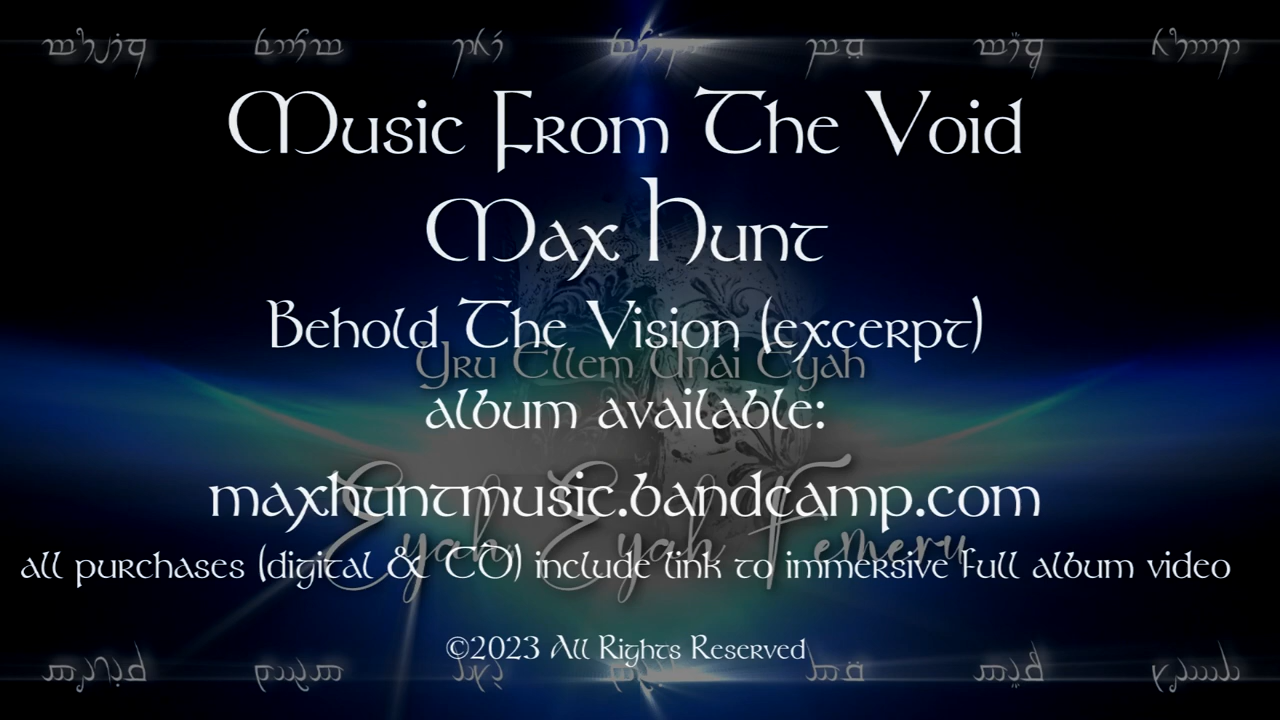 Music From The Void
Max Hunt
Behold The Vision (excerpt)
Yru Ellem Unai Eyah
album available:
maxhuntmusic.bandcamp.com
Eyah Eyah Femeru
all purchases (digital & CD) include link to immersive full album video
©2023 All Rights Reserved